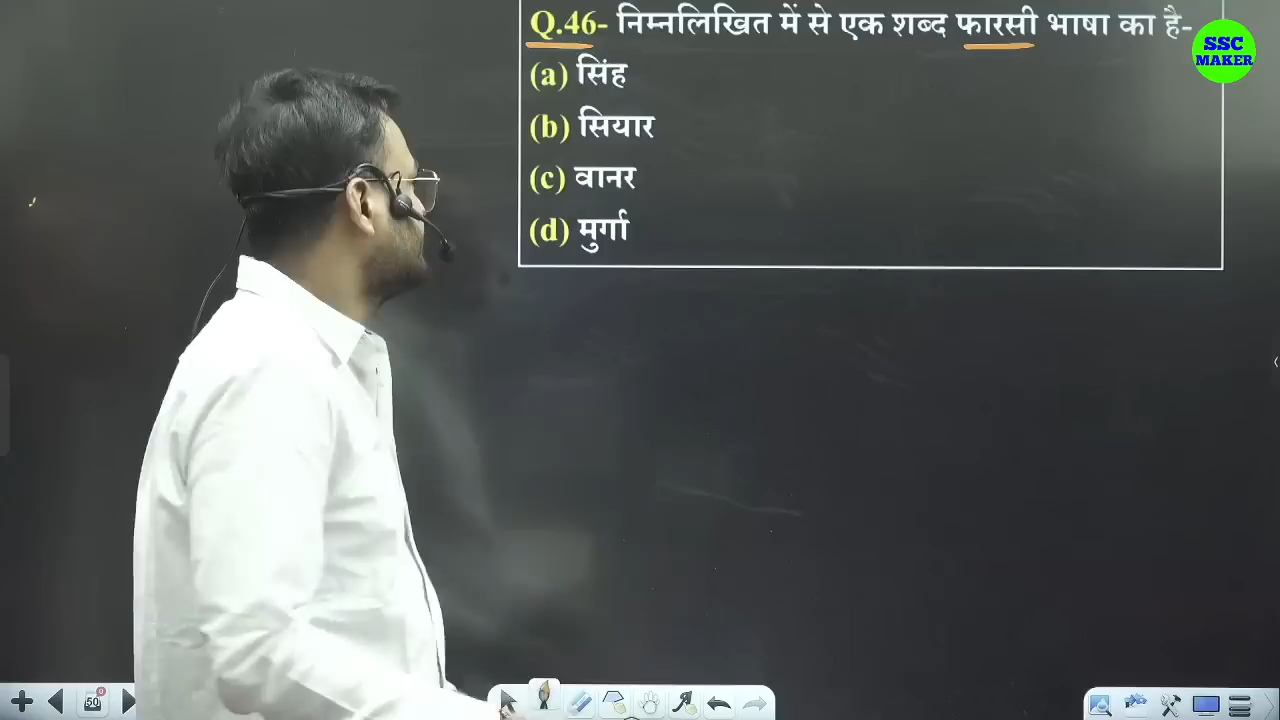 Q.46- निम्नलिखित में से एक शब्द फारसी भाषा का है-
(a) सिंह
(b) सियार
(c) वानर
(d) मुर्गा
SSC
MAKER
50